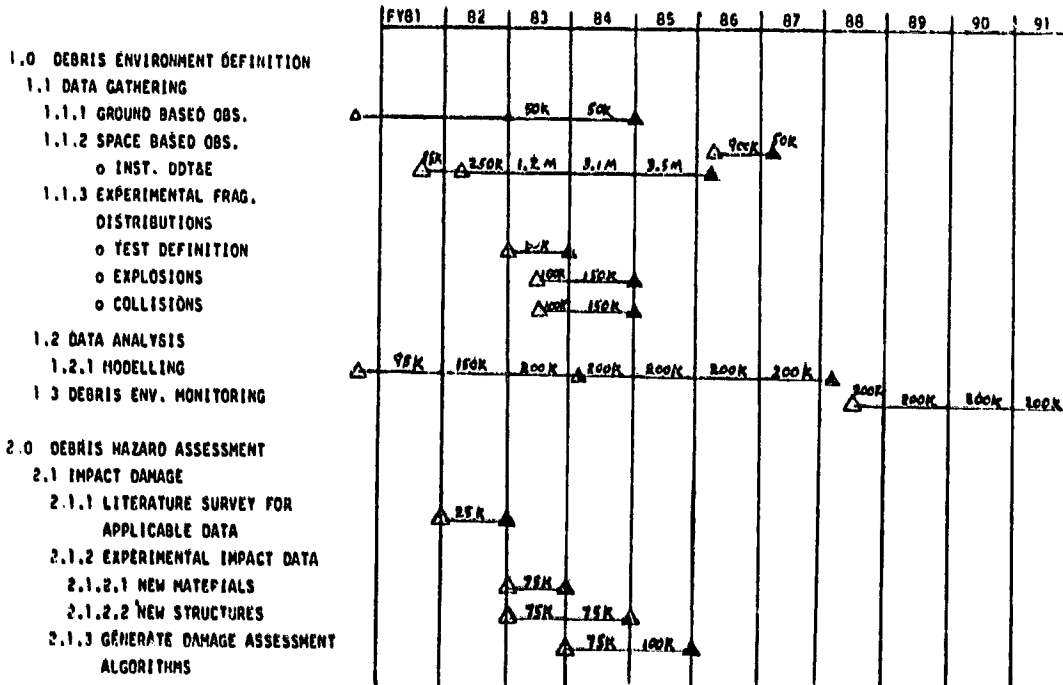 FY81 82 83 84 85 86 87 88 89 90 91
1.0 DEBRIS ENVIRONMENT DEFINITION
1.1 DATA GATHERING
1.1.1 GROUND BASED OBS. 50K 50K
1.1.2 SPACE BASED OBS. 900K 50K
o INST. DDT&E 250K 1.2M 3.1M 3.5M
1.1.3 EXPERIMENTAL FRAG.
DISTRIBUTIONS
o TEST DEFINITION
o EXPLOSIONS 100K 150K
o COLLISIONS 100K 150K
1.2 DATA ANALYSIS
1.2.1 MODELLING 95K 150K 200K 200K 200K 200K 200K
1 3 DEBRIS ENV. MONITORING 200K 200K 200K 200K
2.0 DEBRIS HAZARD ASSESSMENT
2.1 IMPACT DAMAGE
2.1.1 LITERATURE SURVEY FOR
APPLICABLE DATA 25K
2.1.2 EXPERIMENTAL IMPACT DATA
2.1.2.1 NEW MATERIALS 75K
2.1.2.2 NEW STRUCTURES 75K 75K
2.1.3 GENERATE DAMAGE ASSESSMENT 75K 100K
ALGORITHMS